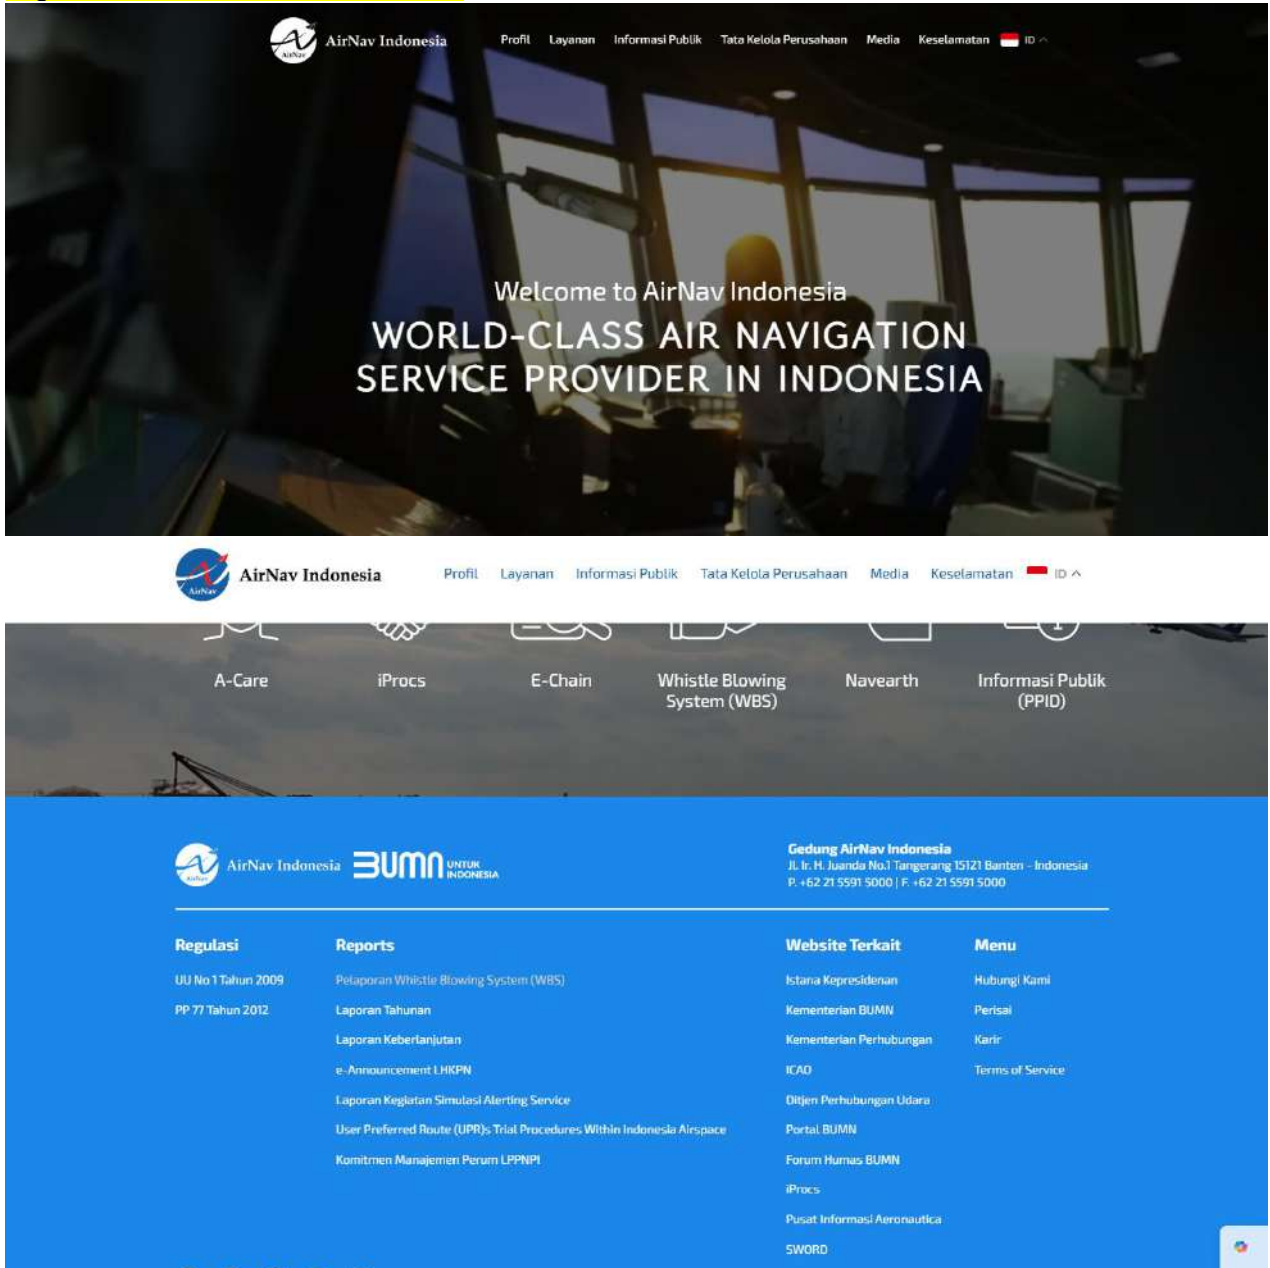 AirNav
AirNav Indonesia
Profil Layanan Informasi Publik Tata Kelola Perusahaan Media Keselamatan ID
Welcome to AirNav Indonesia
WORLD-CLASS AIR NAVIGATION
SERVICE PROVIDER IN INDONESIA
AirNav
AirNav Indonesia
Profil Layanan Informasi Publik Tata Kelola Perusahaan Media Keselamatan ID
A-Care
iProcs
E-Chain
Whistle Blowing
System (WBS)
Navearth
Informasi Publik
(PPID)
AirNav
AirNav Indonesia
BUMN UNTUK
INDONESIA
Gedung AirNav Indonesia
JL. Ir. H. Juanda No.1 Tangerang 15121 Banten - Indonesia
P. +62 21 5591 5000 | F. +62 21 5591 5000
Regulasi
UU No 1 Tahun 2009
PP 77 Tahun 2012
Reports
Pelaporan Whistle Blowing System (WBS)
Laporan Tahunan
Laporan Keberlanjutan
e-Announcement LHKPN
Laporan Kegiatan Simulasi Alerting Service
User Preferred Route (UPR)s Trial Procedures Within Indonesia Airspace
Komitmen Manajemen Perum LPPNPI
Website Terkait
Istana Kepresidenan
Kementerian BUMN
Kementerian Perhubungan
ICAO
Ditjen Perhubungan Udara
Portal BUMN
Forum Humas BUMN
iProcs
Pusat Informasi Aeronautica
SWORD
Menu
Hubungi Kami
Perisai
Karir
Terms of Service